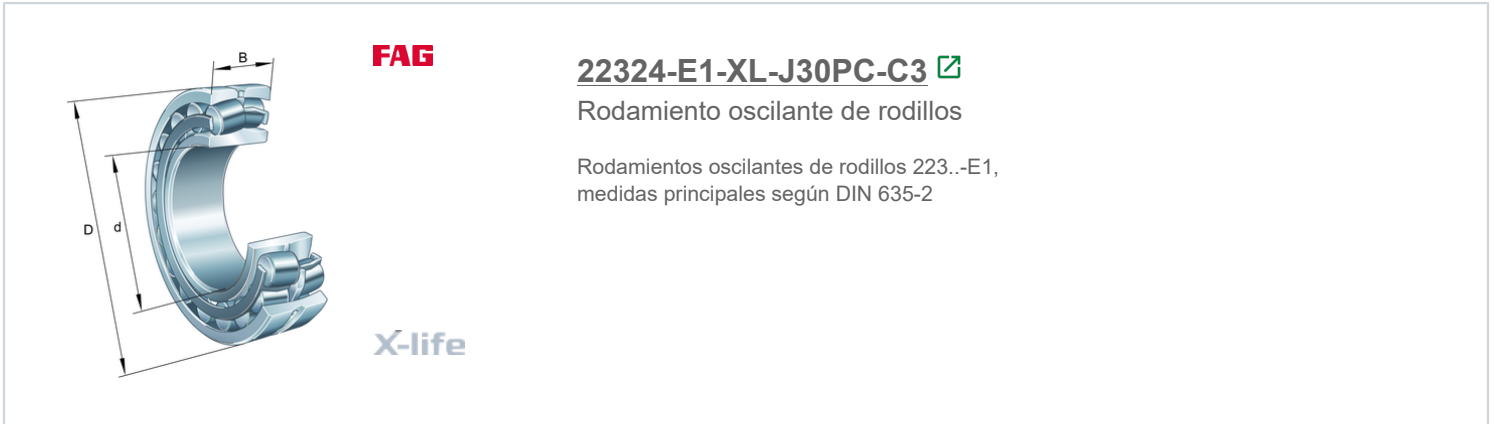 FAG
B
D
d
X-life
22324-E1-XL-J30PC-C3
Rodamiento oscilante de rodillos
Rodamientos oscilantes de rodillos 223..-E1,
medidas principales según DIN 635-2